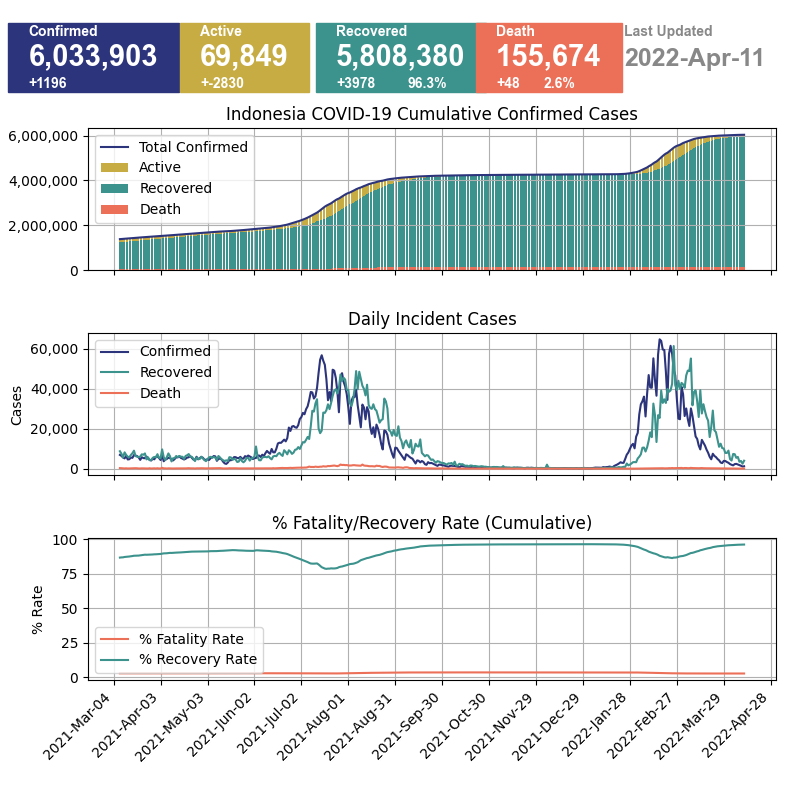 Confirmed Active Recovered Death Last Updated
6,033,903 69,849 5,808,380 155,674 2022-Apr-11
+1196 +-2830 +3978 96.3% +48 2.6%
Indonesia COVID-19 Cumulative Confirmed Cases
6,000,000
4,000,000
2,000,000
0
Total Confirmed
Active
Recovered
Death
Daily Incident Cases
Cases
60,000
40,000
20,000
0
Confirmed
Recovered
Death
% Fatality/Recovery Rate (Cumulative)
% Rate
100
75
50
25
0
% Fatality Rate
% Recovery Rate
2021-Mar-04
2021-Apr-03
2021-May-03
2021-Jun-02
2021-Jul-02
2021-Aug-01
2021-Aug-31
2021-Sep-30
2021-Oct-30
2021-Nov-29
2021-Dec-29
2022-Jan-28
2022-Feb-27
2022-Mar-29
2022-Apr-28